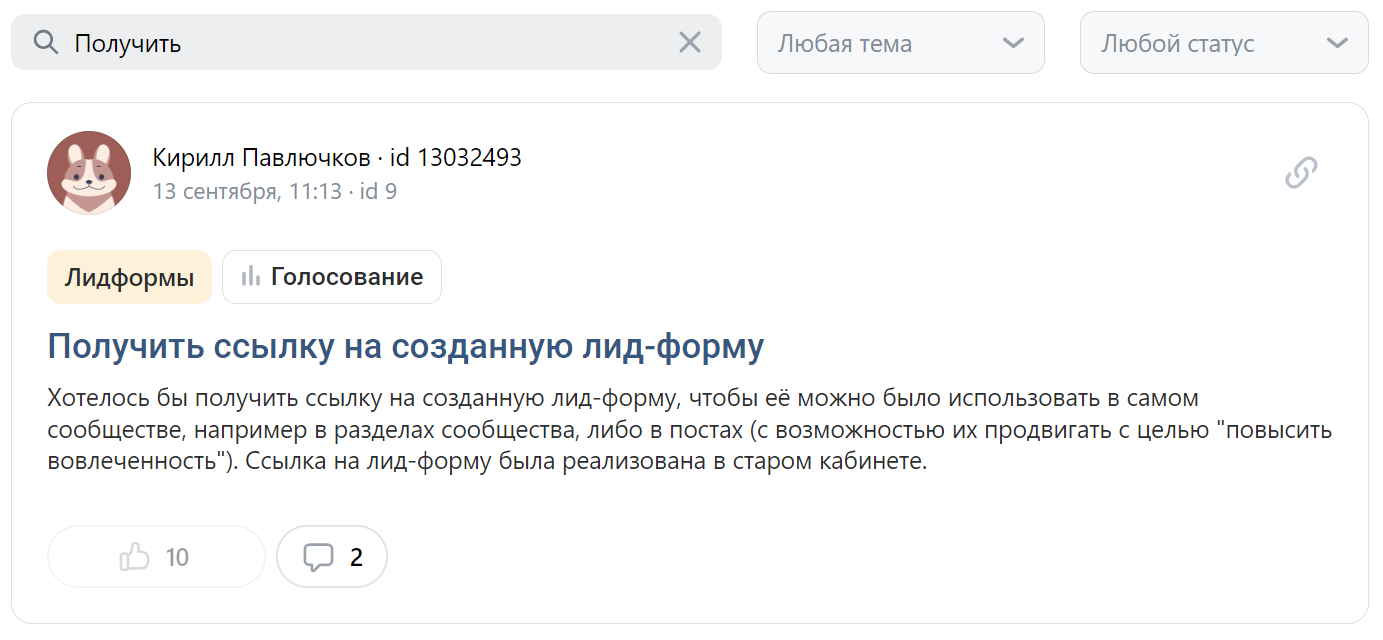 Получить
Любая тема
Любой статус
Кирилл Павлючков · id 13032493
13 сентября, 11:13 · id 9
Лидформы
Голосование
Получить ссылку на созданную лид-форму
Хотелось бы получить ссылку на созданную лид-форму, чтобы её можно было использовать в самом
сообществе, например в разделах сообщества, либо в постах (с возможностью их продвигать с целью "повысить
вовлеченность"). Ссылка на лид-форму была реализована в старом кабинете.
10
2